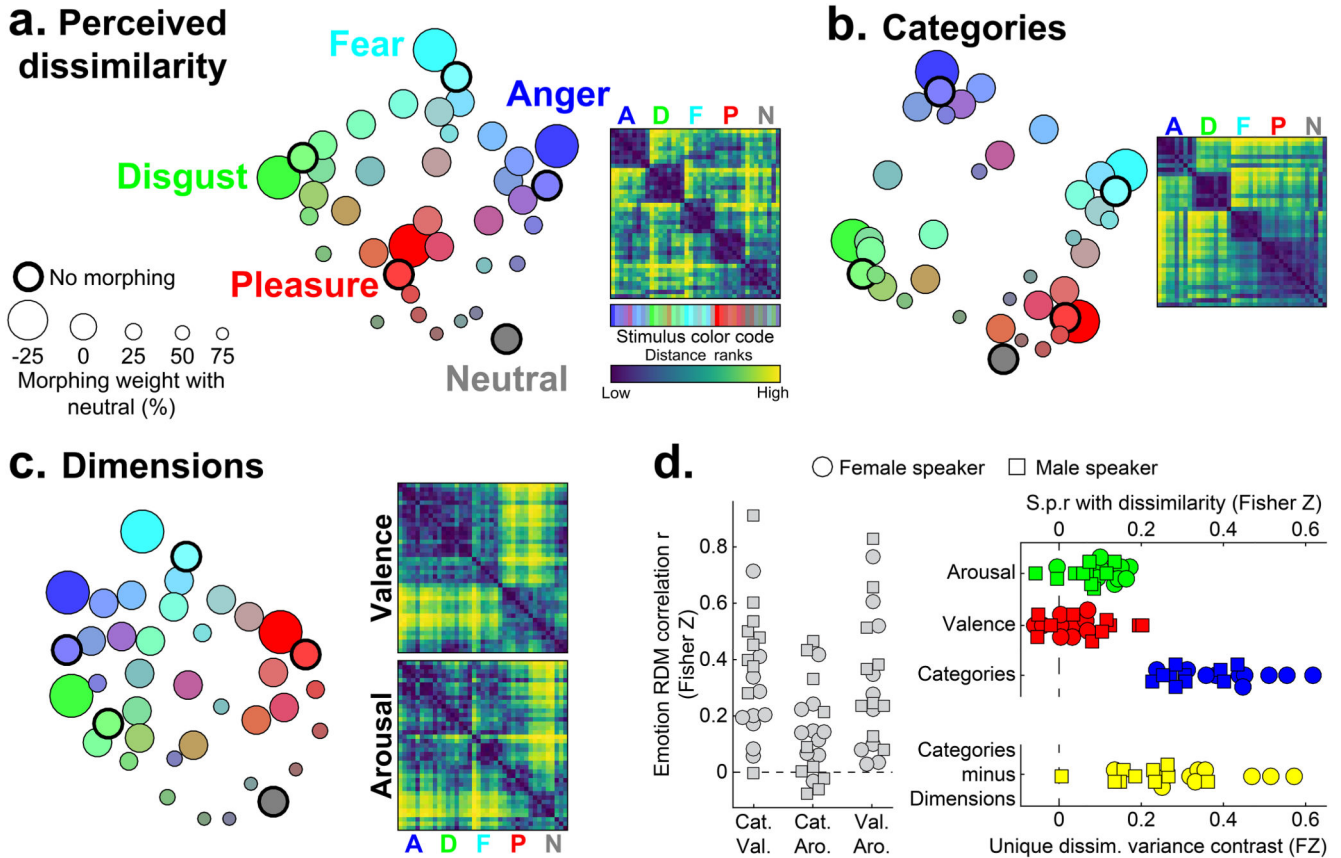 a. Perceived
dissimilarity
Fear
Anger
Disgust
Pleasure
Neutral
A D F P N
No morphing
-25 0 25 50 75
Morphing weight with
neutral (%)
Stimulus color code
Distance ranks
Low High
b. Categories
A D F P N
c. Dimensions
Valence
Arousal
A D F P N
d.
Female speaker Male speaker
Emotion RDM correlation r
(Fisher Z)
0.8
0.6
0.4
0.2
0
Cat. Cat. Val.
Val. Aro. Aro.
S.p.r with dissimilarity (Fisher Z)
0 0.2 0.4 0.6
Arousal
Valence
Categories
Categories
minus
Dimensions
0 0.2 0.4 0.6
Unique dissim. variance contrast (FZ)